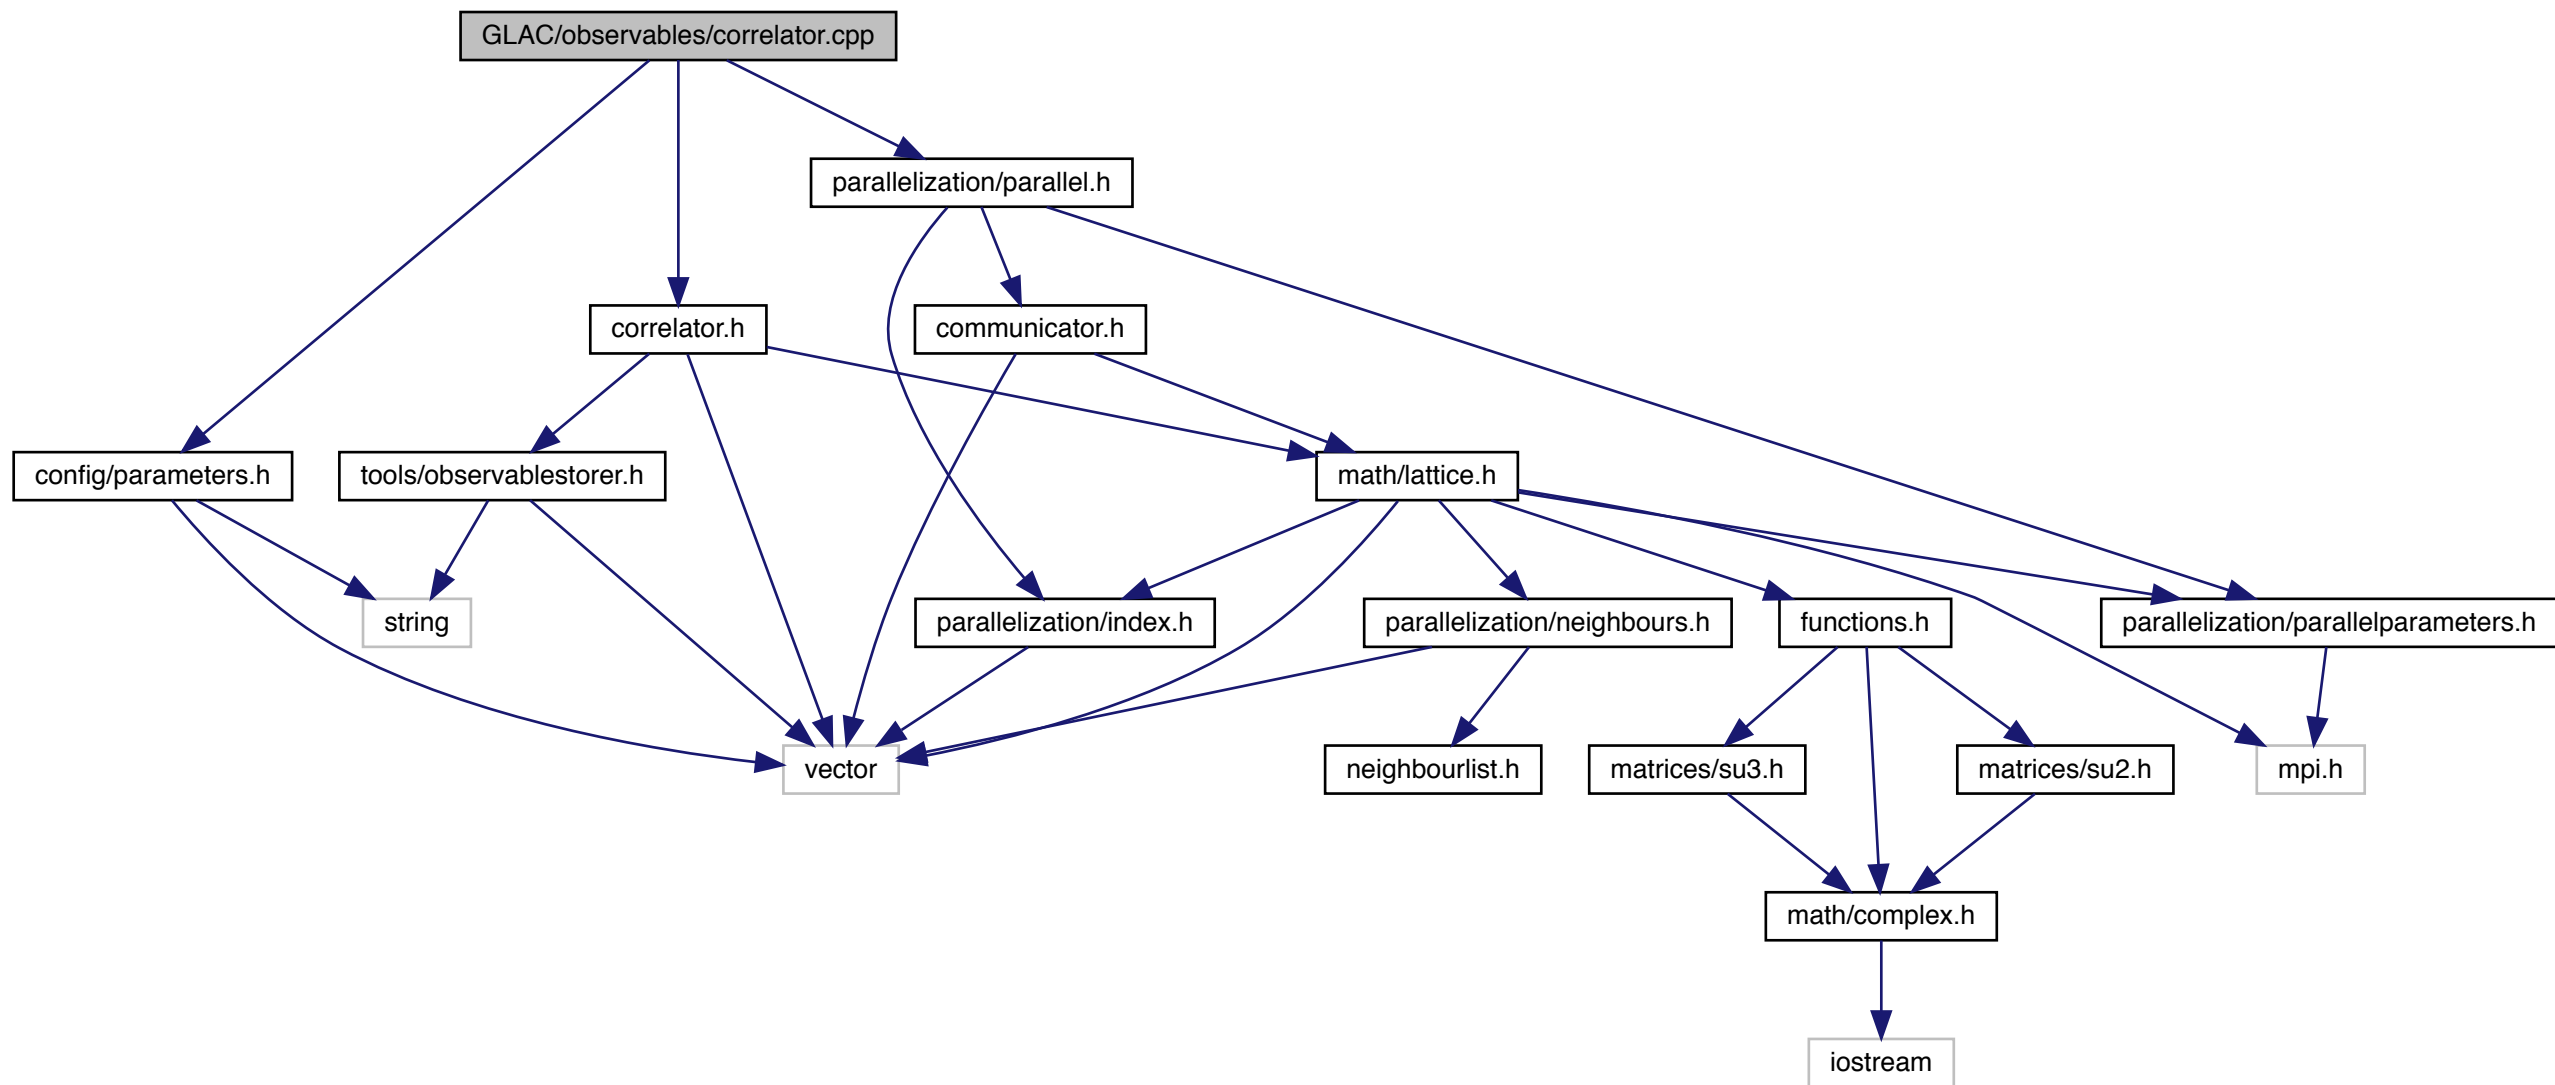 GLAC/observables/correlator.cpp
parallelization/parallel.h
correlator.h
communicator.h
config/parameters.h
tools/observablestorer.h
math/lattice.h
string
parallelization/index.h
parallelization/neighbours.h
functions.h
parallelization/parallelparameters.h
vector
neighbourlist.h
matrices/su3.h
matrices/su2.h
mpi.h
math/complex.h
iostream